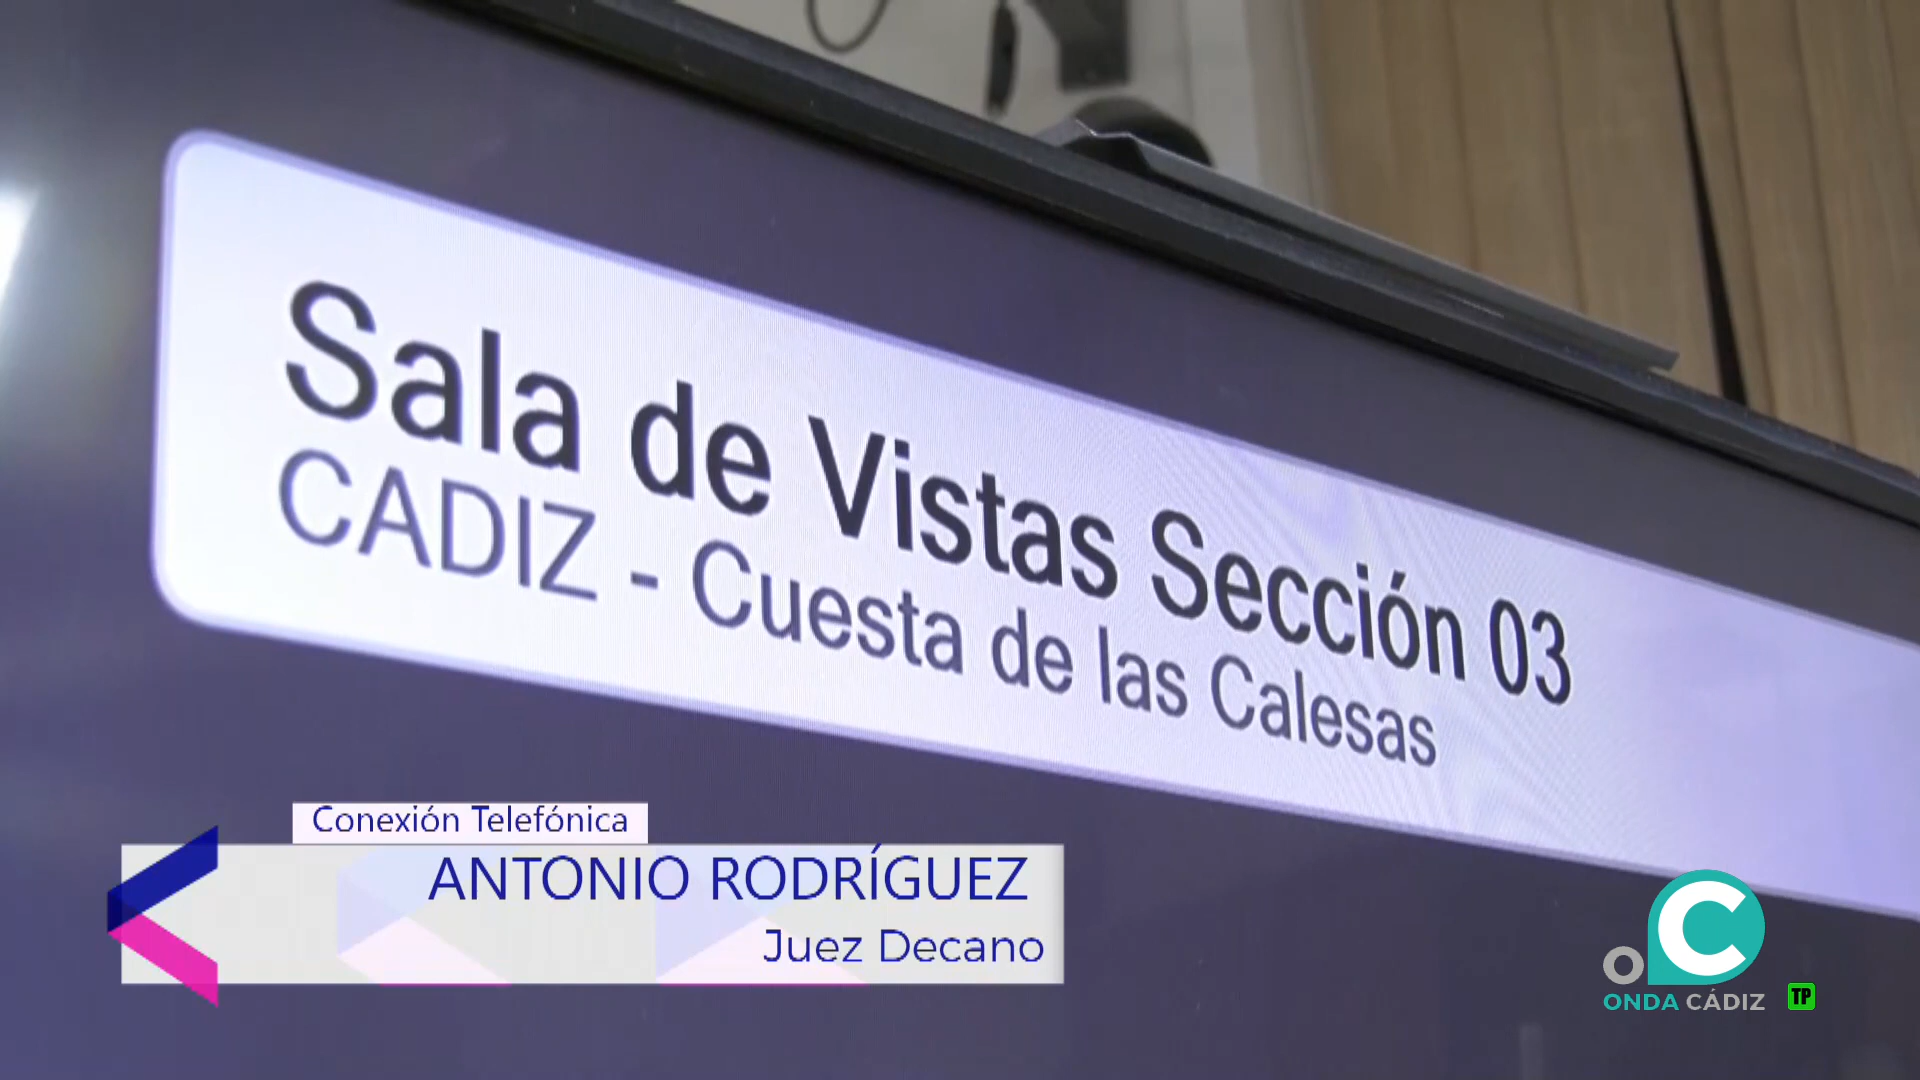 Sala de Vistas Sección 03
CADIZ - Cuesta de las Calesas
Conexión Telefónica
ANTONIO RODRÍGUEZ
Juez Decano
OC
ONDA CÁDIZ
TP